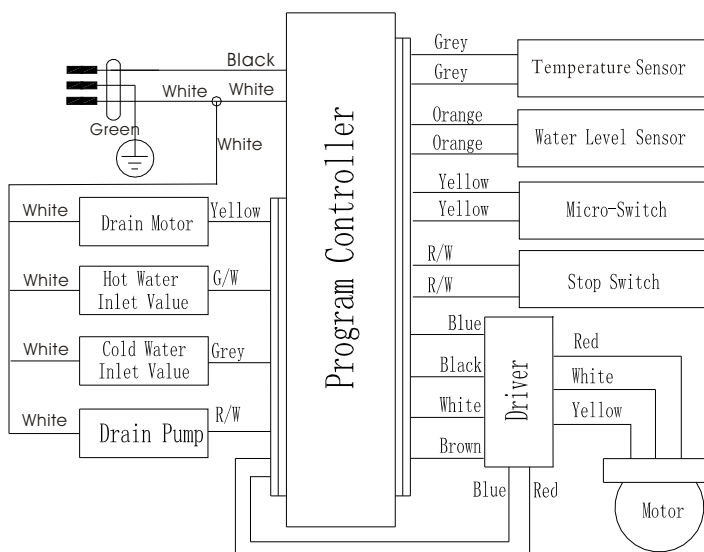 Black
White
White
Green
White
White
Drain Motor
Yellow
White
Hot Water
Inlet Value
G/W
White
Cold Water
Inlet Value
Grey
White
Drain Pump
R/W
Program Controller
Grey
Grey
Temperature Sensor
Orange
Orange
Water Level Sensor
Yellow
Yellow
Micro-Switch
R/W
R/W
Stop Switch
Blue
Black
White
Brown
Driver
Red
White
Yellow
Blue
Red
Motor